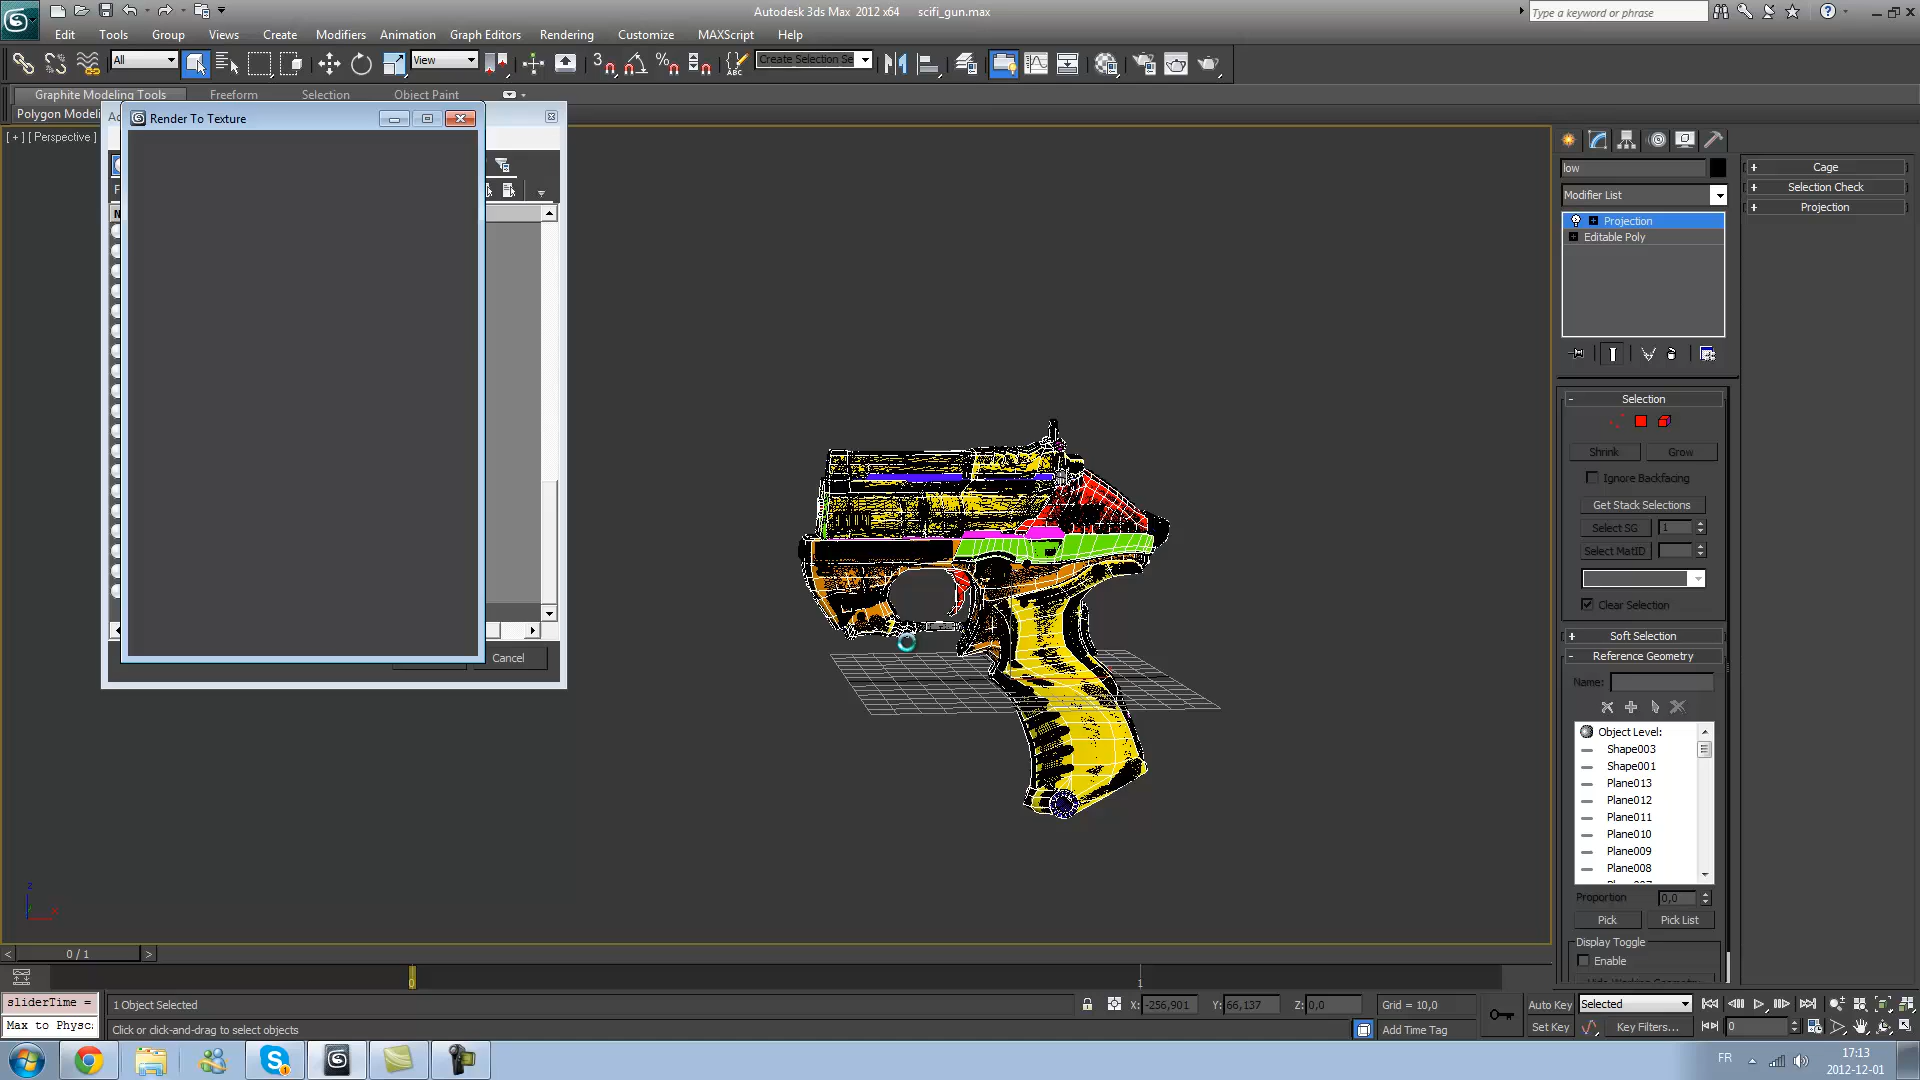 Autodesk 3ds Max 2012 x64 scifi_gun.max
Type a keyword or phrase
Edit Tools Group Views Create Modifiers Animation Graph Editors Rendering Customize MAXScript Help
All
View
Create Selection Se
Graphite Modeling Tools Freeform Selection Object Paint
Polygon Modeli
Render To Texture
[ + ] [ Perspective ]
Cancel
low
Modifier List
Projection
Editable Poly
Cage
Selection Check
Projection
Selection
Shrink Grow
Ignore Backfacing
Get Stack Selections
Select SG 1
Select MatID
Clear Selection
Soft Selection
Reference Geometry
Name:
Object Level:
Shape003
Shape001
Plane013
Plane012
Plane011
Plane010
Plane009
Plane008
Proportion 0,0
Pick Pick List
Display Toggle
Enable
z
x
< 0 / 1 >
0 1
sliderTime =
Max to Physc:
1 Object Selected
Click or click-and-drag to select objects
X: -256,901 Y: 66,137 Z: 0,0
Grid = 10,0
Add Time Tag
Auto Key Selected
Set Key Key Filters...
0
FR
17:13
2012-12-01